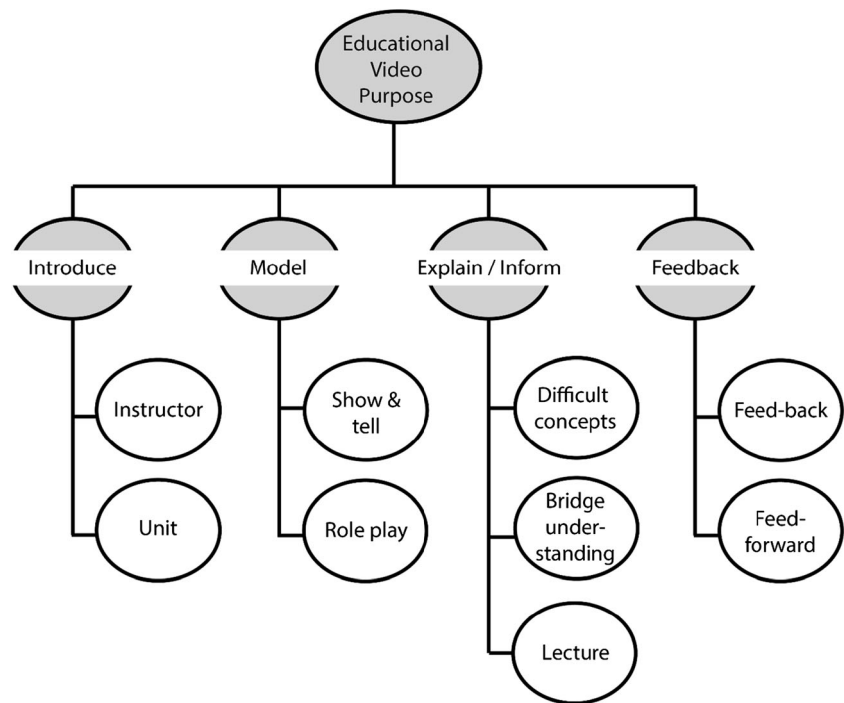 Educational
Video
Purpose
Introduce
Model
Explain / Inform
Feedback
Instructor
Unit
Show &
tell
Role play
Difficult
concepts
Bridge
under-
standing
Lecture
Feed-back
Feed-
forward